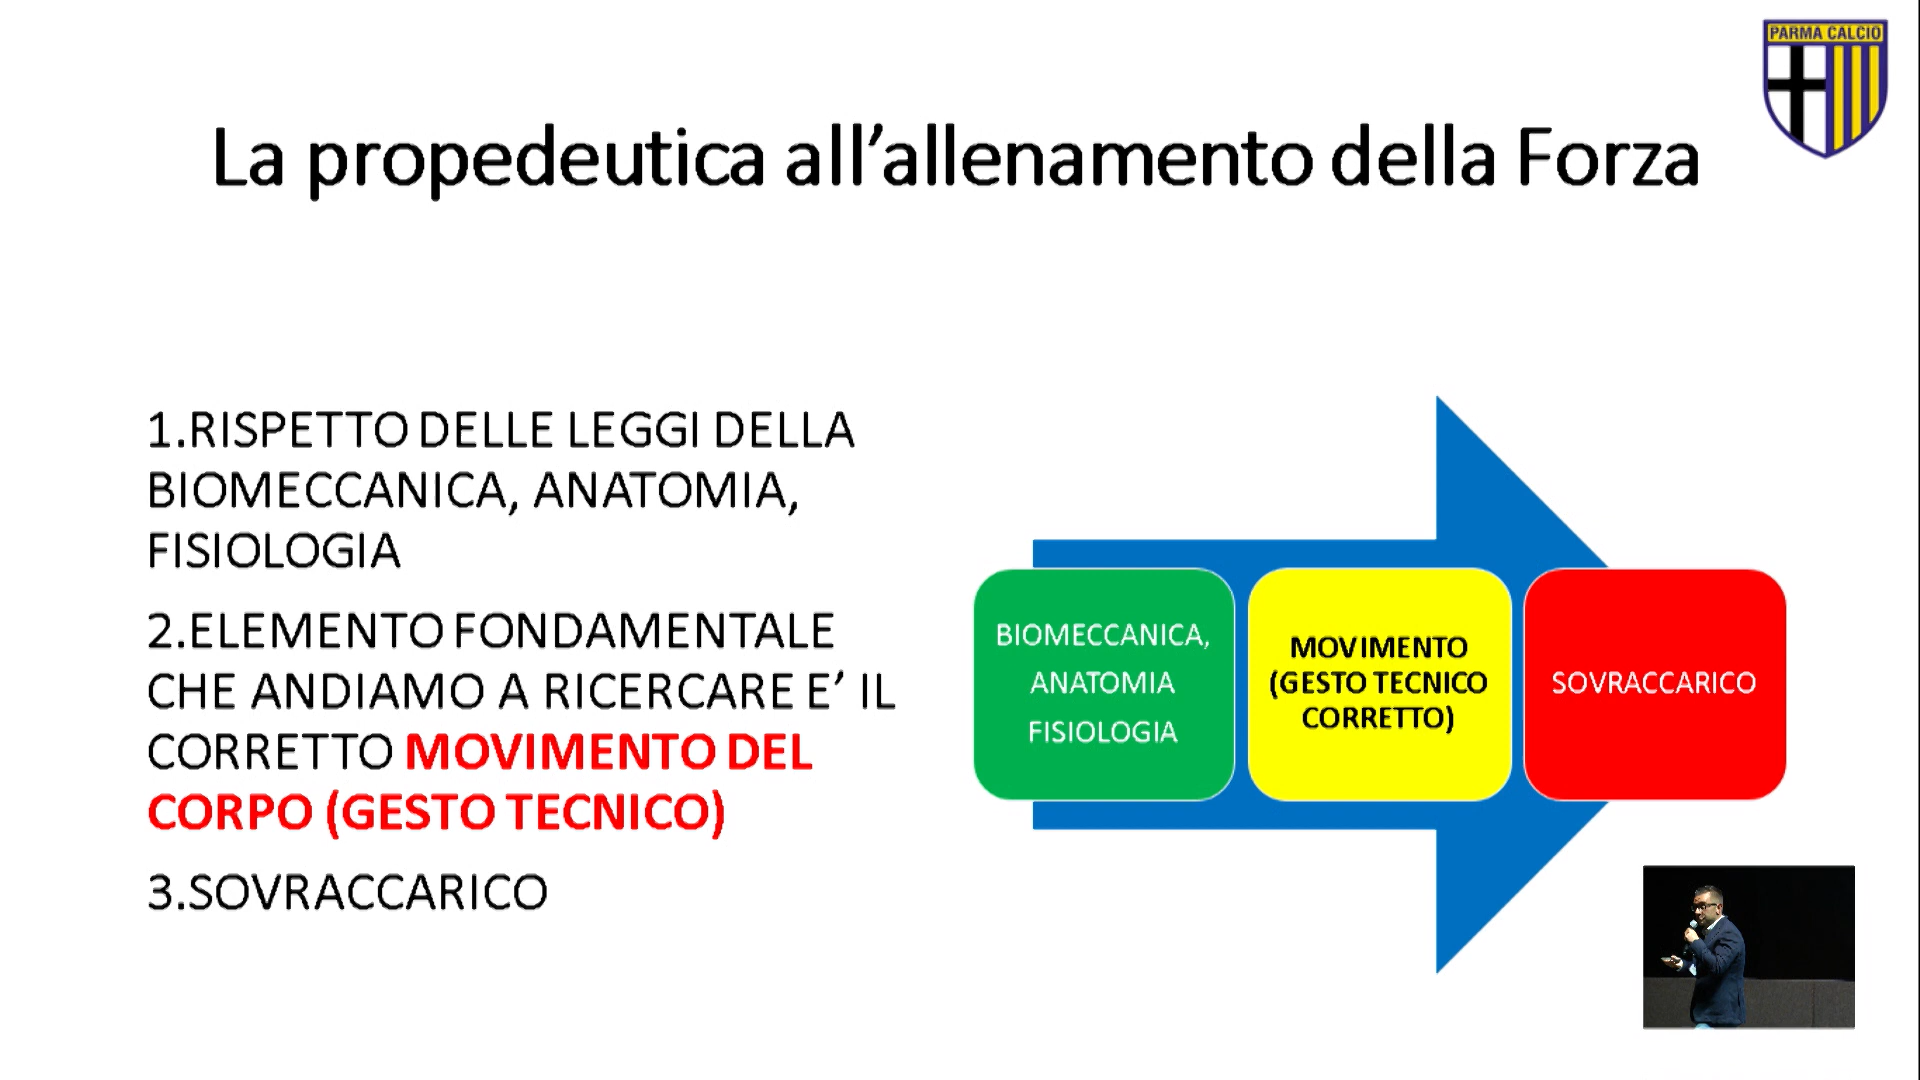 PARMA CALCIO
La propedeutica all’allenamento della Forza
1.RISPETTO DELLE LEGGI DELLA
BIOMECCANICA, ANATOMIA,
FISIOLOGIA
2.ELEMENTO FONDAMENTALE
CHE ANDIAMO A RICERCARE E’ IL
CORRETTO MOVIMENTO DEL
CORPO (GESTO TECNICO)
3.SOVRACCARICO
BIOMECCANICA,
ANATOMIA
FISIOLOGIA
MOVIMENTO
(GESTO TECNICO
CORRETTO)
SOVRACCARICO